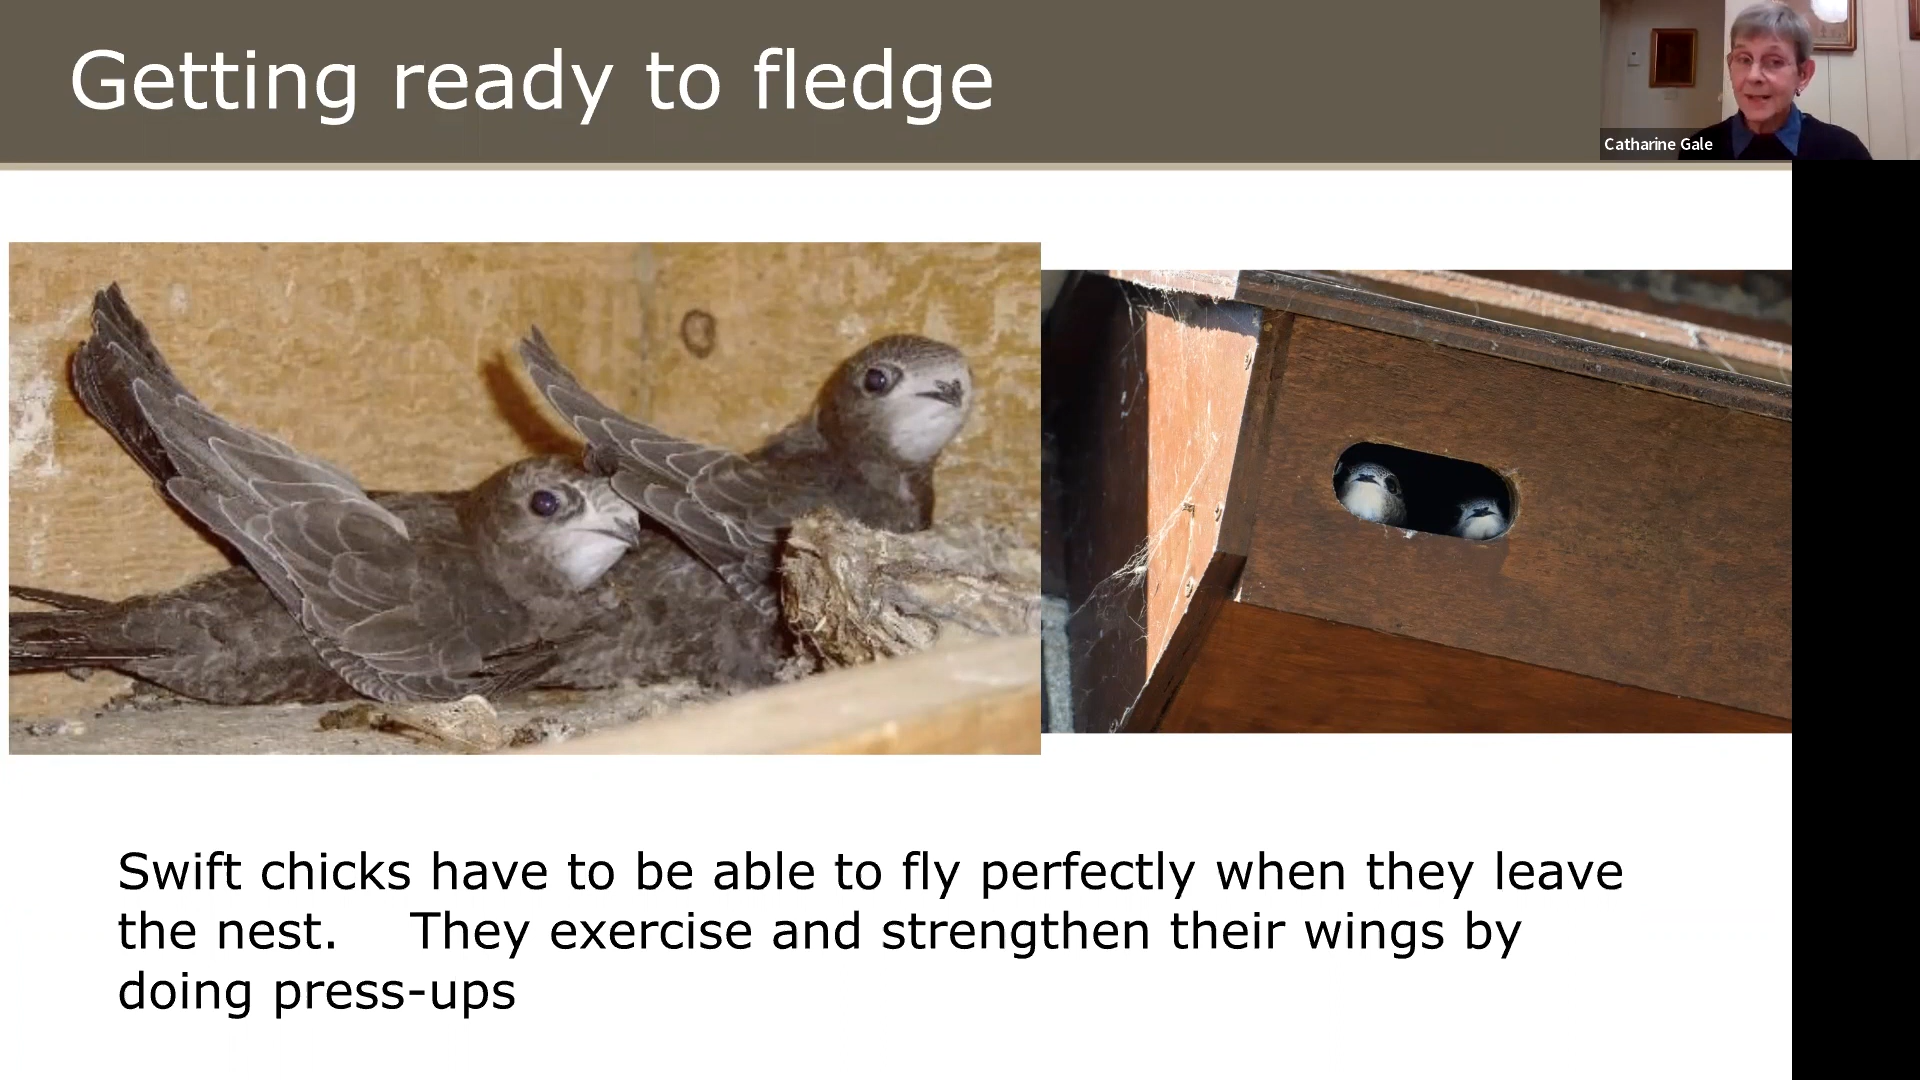 Getting ready to fledge
Catharine Gale
Swift chicks have to be able to fly perfectly when they leave
the nest.    They exercise and strengthen their wings by
doing press-ups